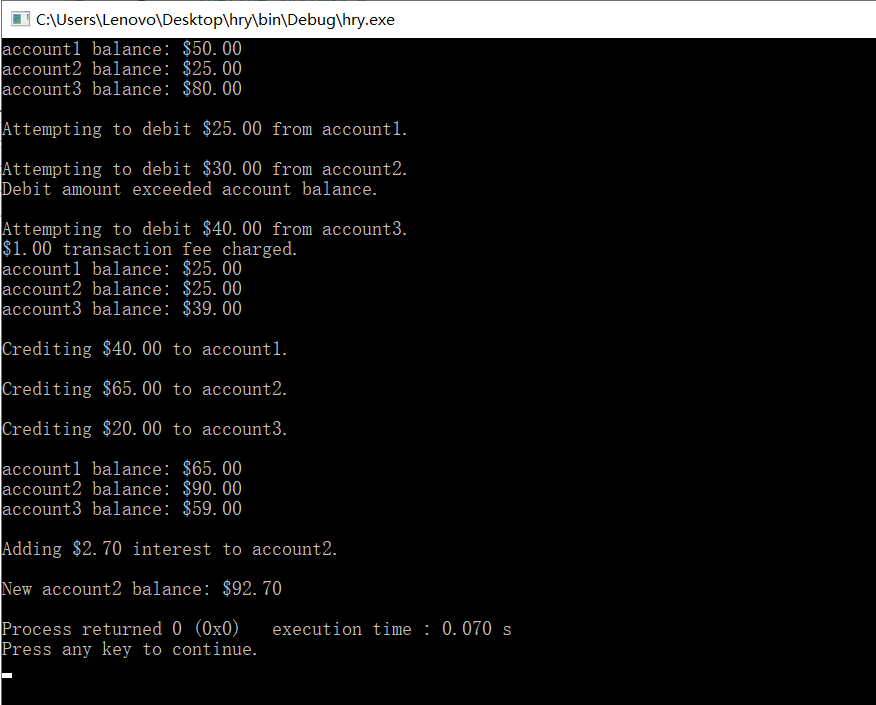 C:\Users\Lenovo\Desktop\hry\bin\Debug\hry.exe
account1 balance: $50.00
account2 balance: $25.00
account3 balance: $80.00
Attempting to debit $25.00 from account1.
Attempting to debit $30.00 from account2.
Debit amount exceeded account balance.
Attempting to debit $40.00 from account3.
$1.00 transaction fee charged.
account1 balance: $25.00
account2 balance: $25.00
account3 balance: $39.00
Crediting $40.00 to account1.
Crediting $65.00 to account2.
Crediting $20.00 to account3.
account1 balance: $65.00
account2 balance: $90.00
account3 balance: $59.00
Adding $2.70 interest to account2.
New account2 balance: $92.70
Process returned 0 (0x0)   execution time : 0.070 s
Press any key to continue.